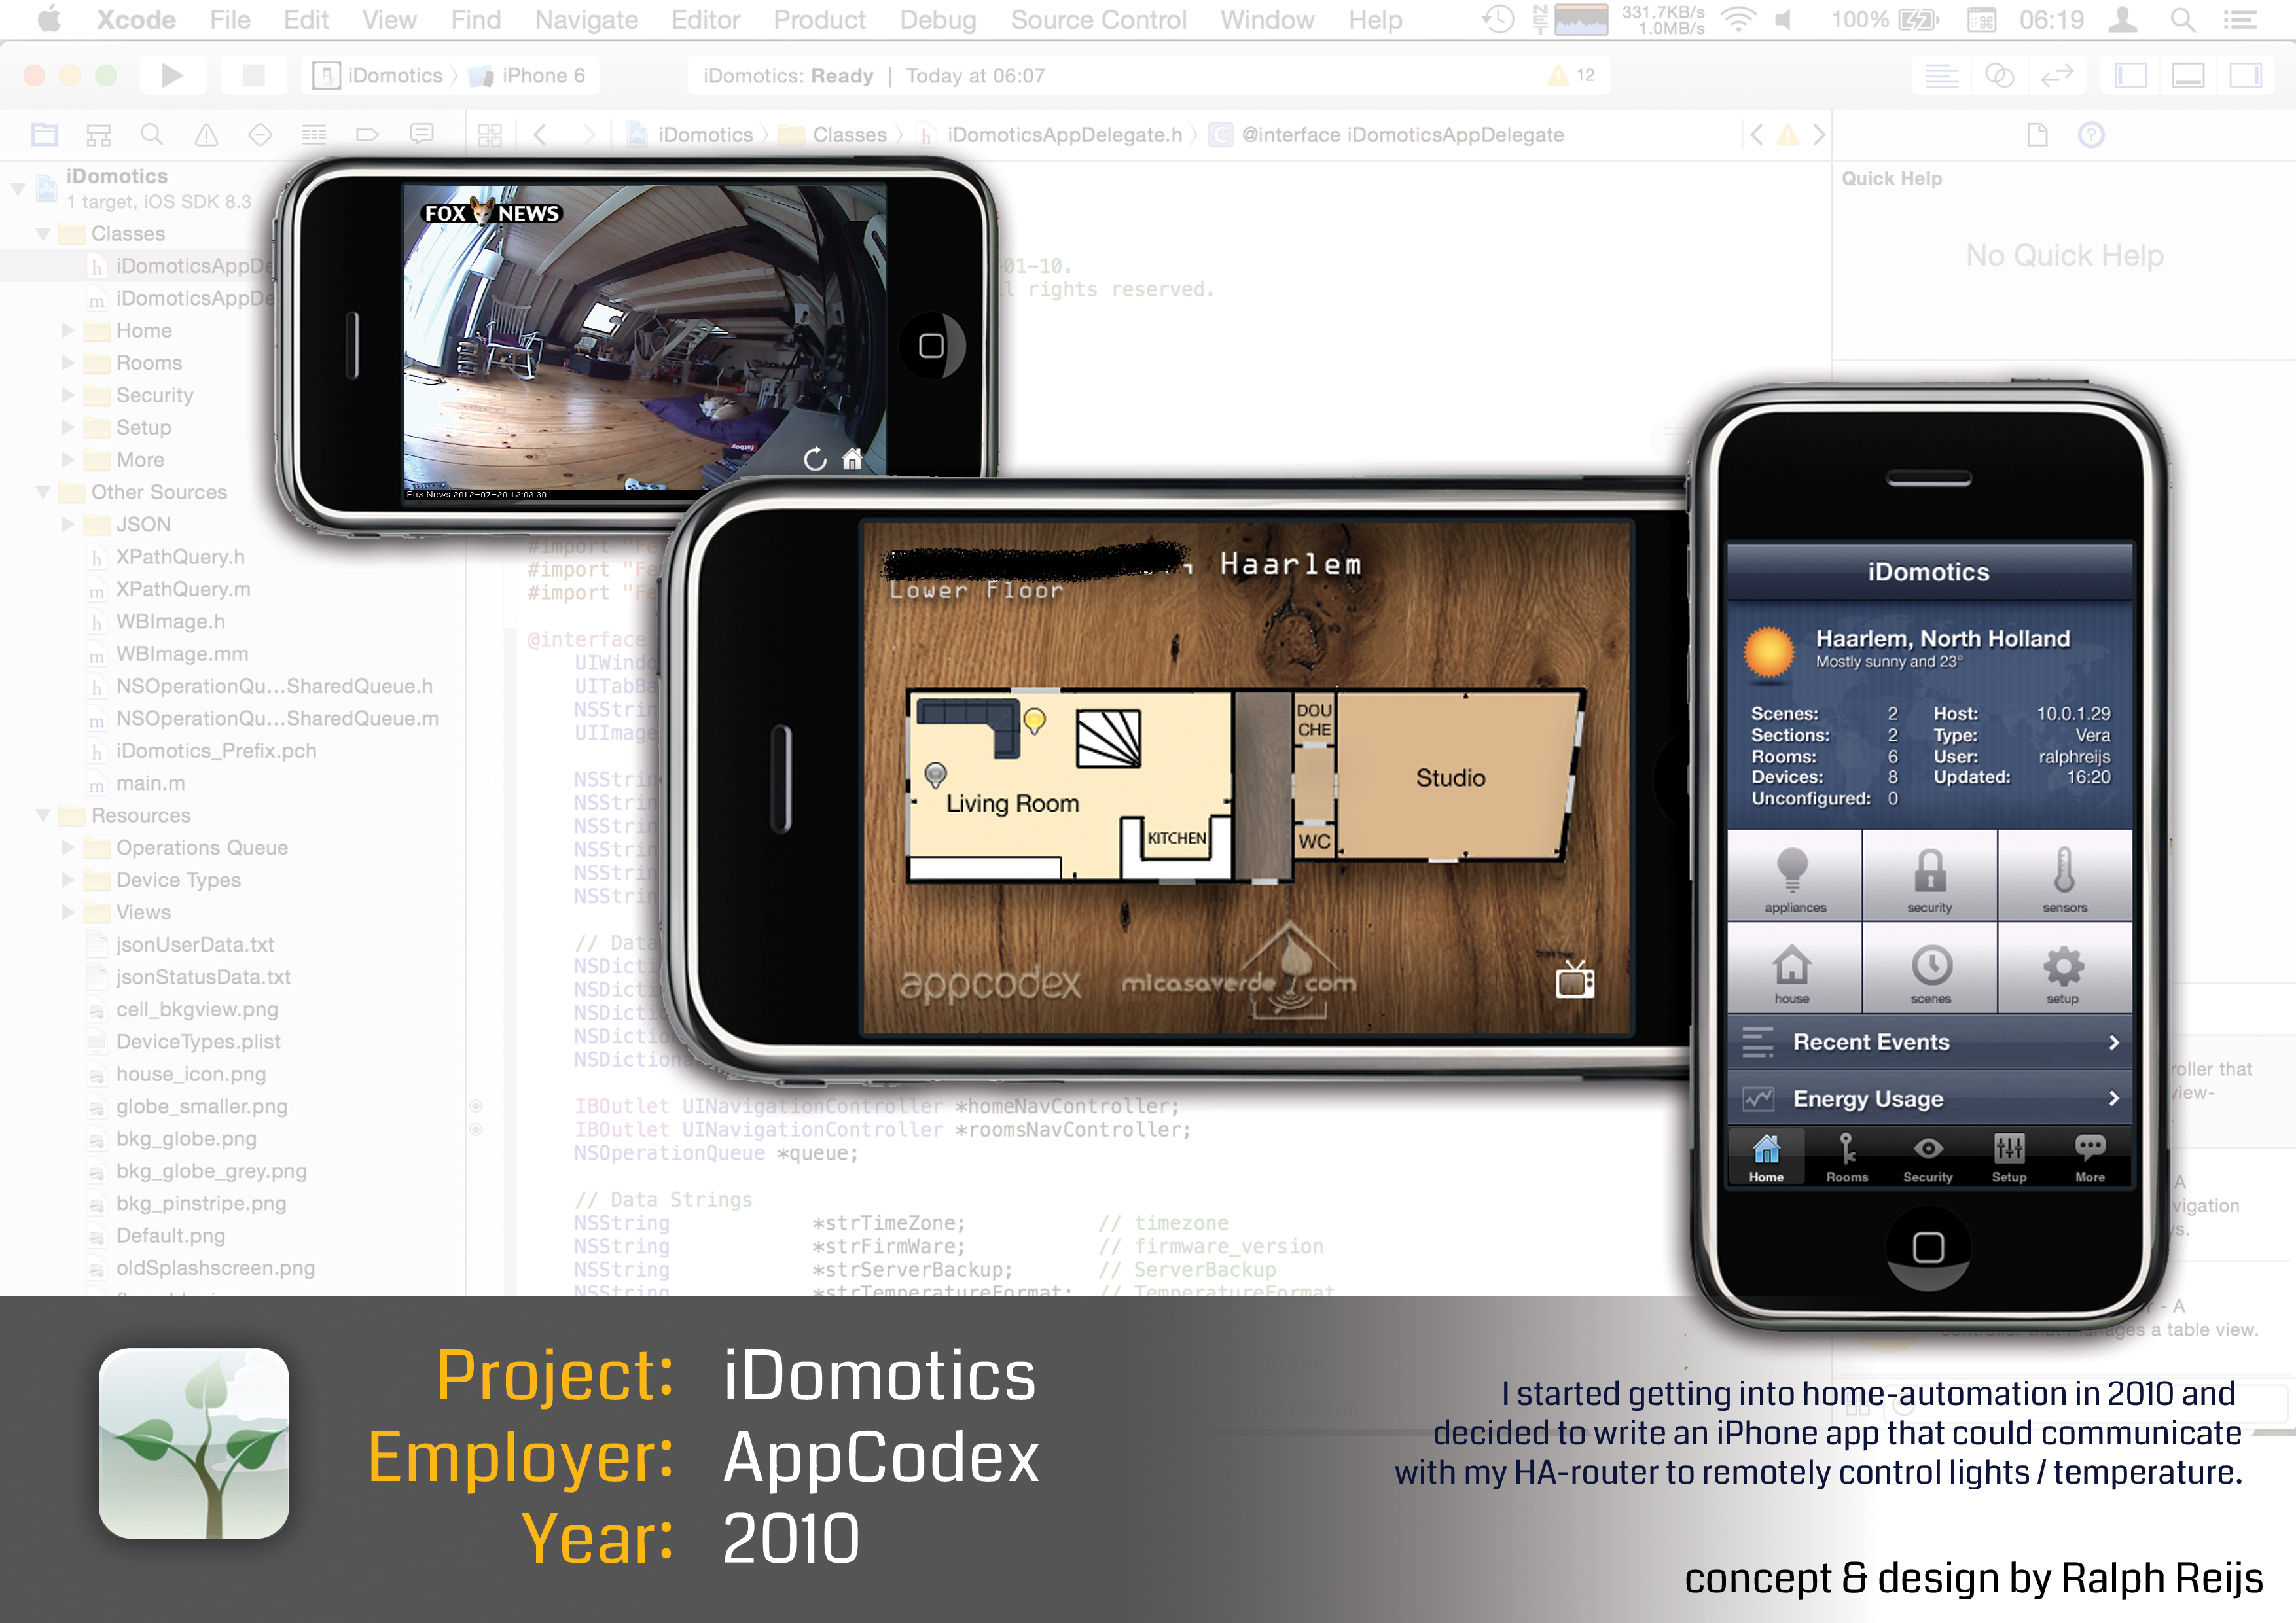 Xcode File Edit View Find Navigate Editor Product Debug Source Control Window Help
NET 331.7KB/s
1.0MB/s
100% 06:19
iDomotics iPhone 6
iDomotics: Ready | Today at 06:07
12
iDomotics Classes h iDomoticsAppDelegate.h C @interface iDomoticsAppDelegate
iDomotics
1 target, iOS SDK 8.3
Classes
h iDomoticsAppDe
m iDomoticsAppDe
Home
Rooms
Security
Setup
More
Other Sources
JSON
h XPathQuery.h
m XPathQuery.m
h WBImage.h
m WBImage.mm
h NSOperationQu...SharedQueue.h
m NSOperationQu...SharedQueue.m
h iDomotics_Prefix.pch
m main.m
Resources
Operations Queue
Device Types
Views
jsonUserData.txt
jsonStatusData.txt
cell_bkgview.png
DeviceTypes.plist
house_icon.png
globe_smaller.png
bkg_globe.png
bkg_globe_grey.png
bkg_pinstripe.png
Default.png
oldSplashscreen.png
01-10.
l rights reserved.
#import "Fe
#import "Fe
#import "Fe
@interface
UIWindo
UITabBa
NSStrin
UIImage
NSStrin
NSStrin
NSStrin
NSStrin
NSStrin
NSStrin
// Data
NSDicti
NSDicti
NSDicti
NSDicti
NSDicti
NSDictiona
IBOutlet UINavigationController *homeNavController;
IBOutlet UINavigationController *roomsNavController;
NSOperationQueue *queue;
// Data Strings
NSString *strTimeZone; // timezone
NSString *strFirmWare; // firmware_version
NSString *strServerBackup; // ServerBackup
NSString *strTemperatureFormat; // TemperatureFormat
Quick Help
No Quick Help
roller that
view-
A
vigation
s.
r - A
controller that manages a table view.
FOX NEWS
fatboy
Fox News 2012-07-20 12:03:30
Haarlem
Lower Floor
DOU
CHE
Living Room
Studio
KITCHEN
WC
appcodex
micasaverde.com
iDomotics
Haarlem, North Holland
Mostly sunny and 23°
Scenes: 2 Host: 10.0.1.29
Sections: 2 Type: Vera
Rooms: 6 User: ralphreijs
Devices: 8 Updated: 16:20
Unconfigured: 0
appliances security sensors
house scenes setup
Recent Events
Energy Usage
Home Rooms Security Setup More
Project: iDomotics
Employer: AppCodex
Year: 2010
I started getting into home-automation in 2010 and
decided to write an iPhone app that could communicate
with my HA-router to remotely control lights / temperature.
concept & design by Ralph Reijs